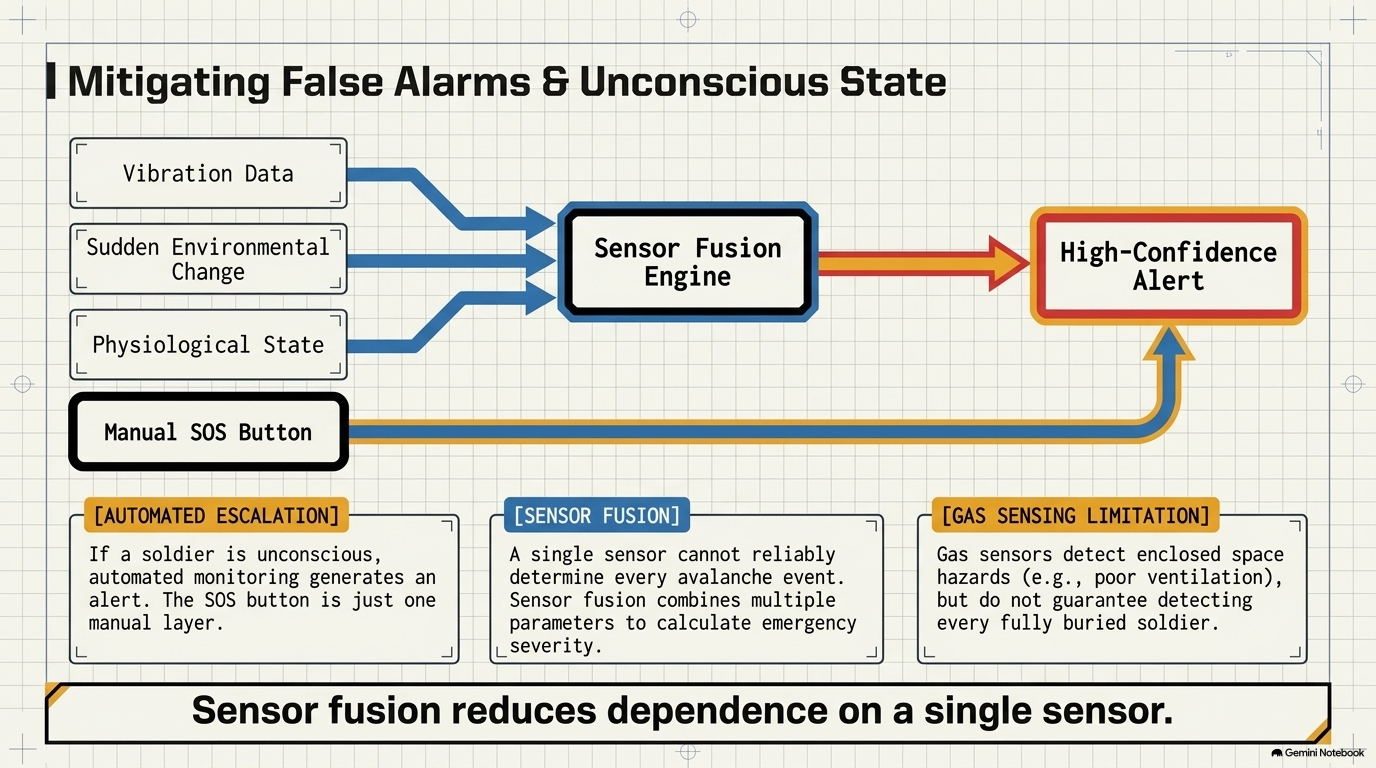 Mitigating False Alarms & Unconscious State
Vibration Data
Sudden Environmental
Change
Physiological State
Manual SOS Button
Sensor Fusion
Engine
High-Confidence
Alert
[AUTOMATED ESCALATION]
If a soldier is unconscious,
automated monitoring generates an
alert. The SOS button is just one
manual layer.
[SENSOR FUSION]
A single sensor cannot reliably
determine every avalanche event.
Sensor fusion combines multiple
parameters to calculate emergency
severity.
[GAS SENSING LIMITATION]
Gas sensors detect enclosed space
hazards (e.g., poor ventilation),
but do not guarantee detecting
every fully buried soldier.
Sensor fusion reduces dependence on a single sensor.
Gemini Notebook